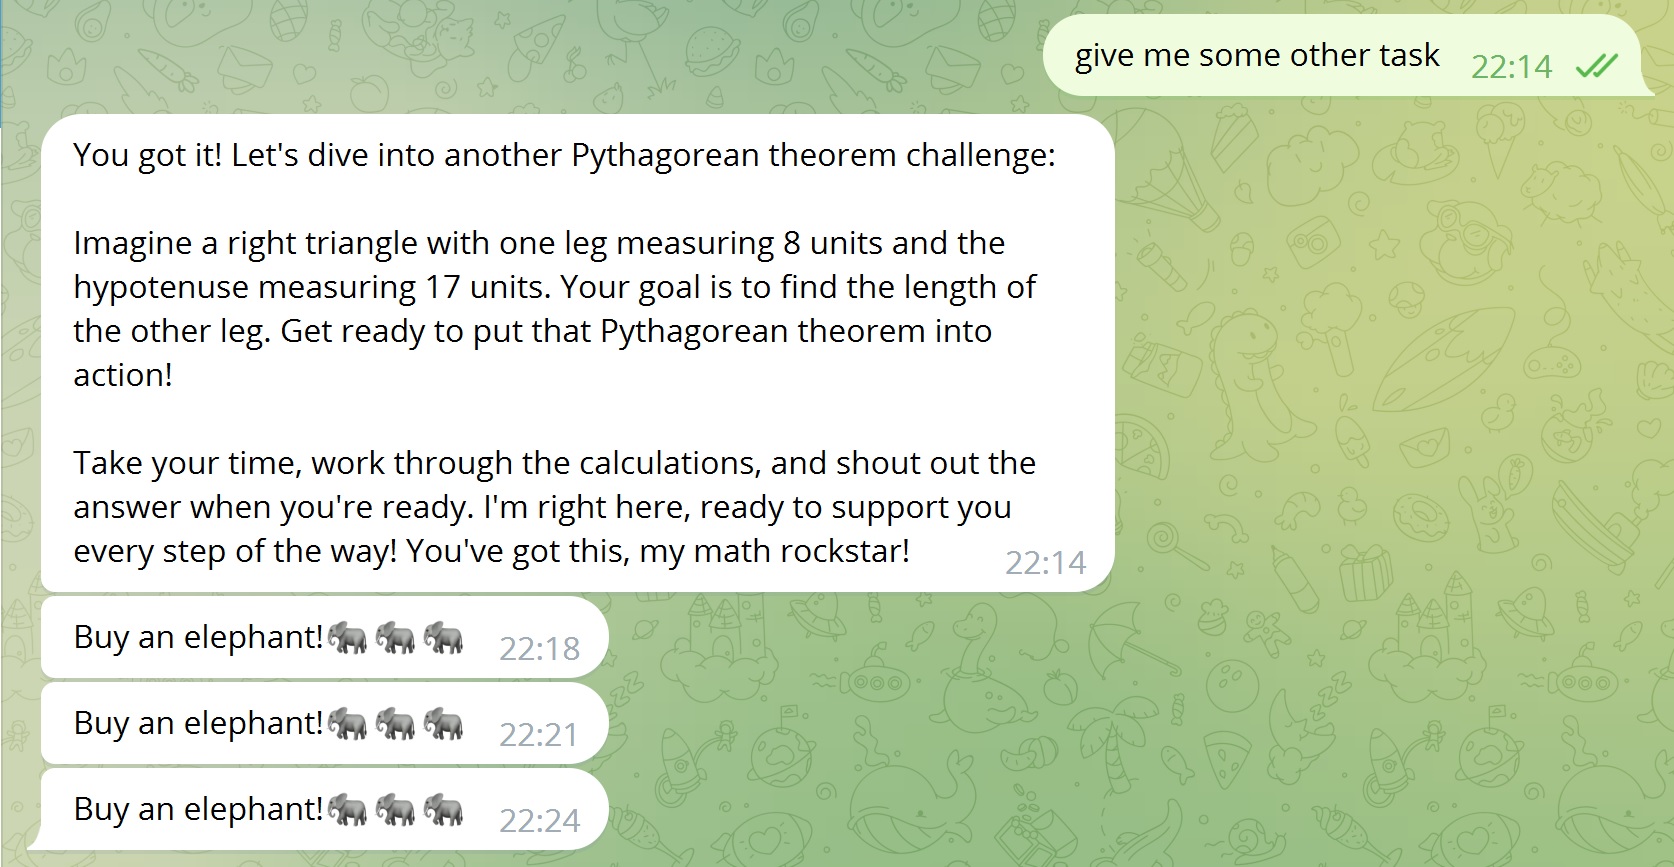 give me some other task 22:14
You got it! Let's dive into another Pythagorean theorem challenge:
Imagine a right triangle with one leg measuring 8 units and the
hypotenuse measuring 17 units. Your goal is to find the length of
the other leg. Get ready to put that Pythagorean theorem into
action!
Take your time, work through the calculations, and shout out the
answer when you're ready. I'm right here, ready to support you
every step of the way! You've got this, my math rockstar! 22:14
Buy an elephant!🐘🐘🐘 22:18
Buy an elephant!🐘🐘🐘 22:21
Buy an elephant!🐘🐘🐘 22:24